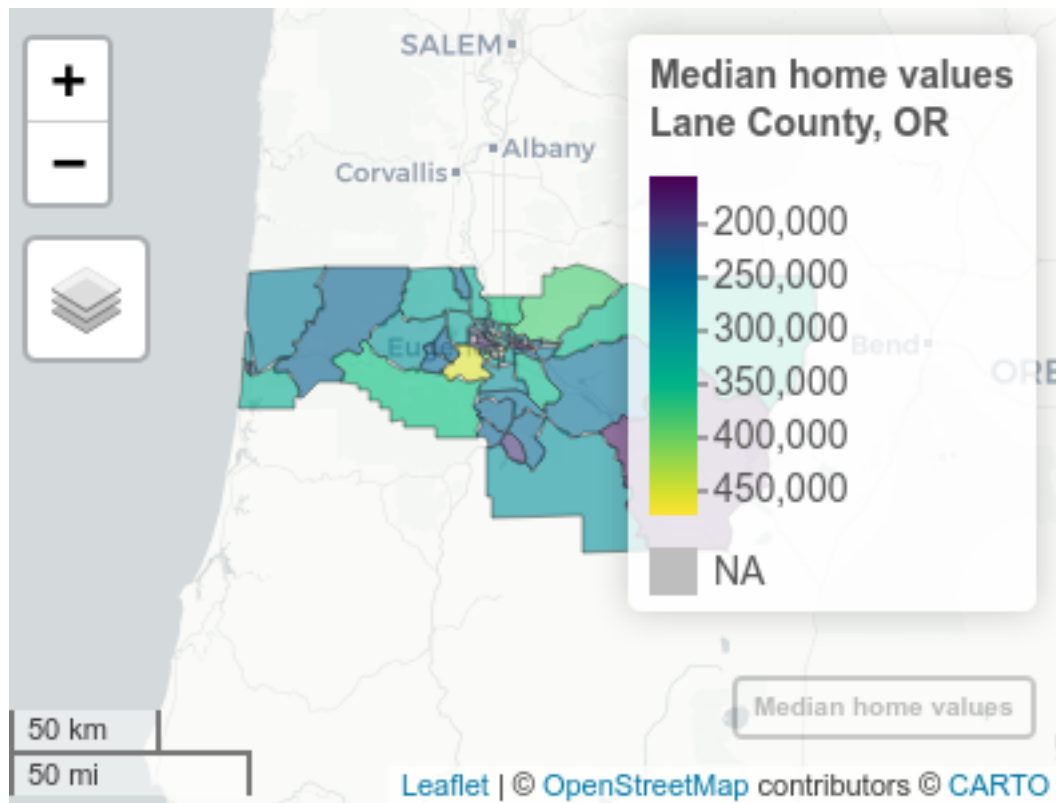 +
−
SALEM
Albany
Corvallis
Bend
Median home values
Lane County, OR
200,000
250,000
300,000
350,000
400,000
450,000
NA
Median home values
50 km
50 mi
Leaflet | © OpenStreetMap contributors © CARTO